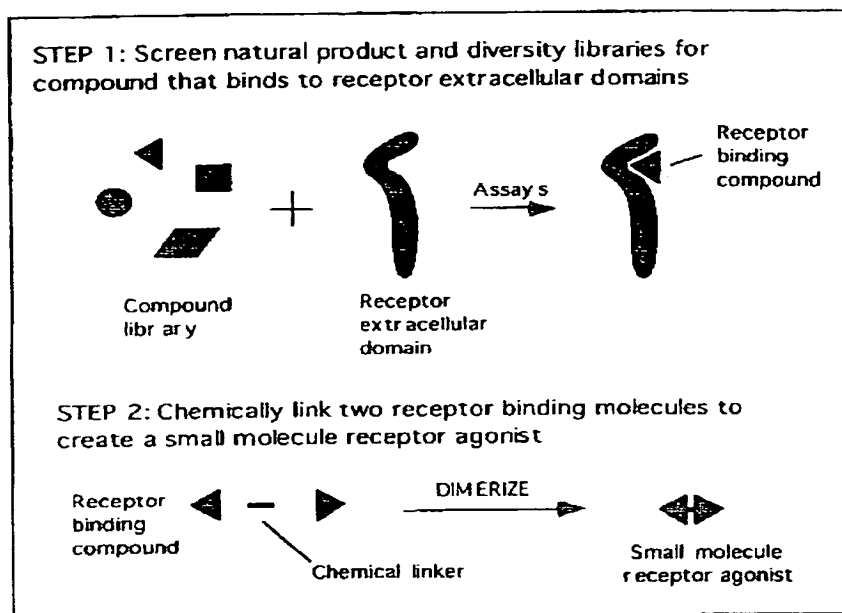 STEP 1: Screen natural product and diversity libraries for
compound that binds to receptor extracellular domains
Receptor
binding
compound
Assays
Compound
library
Receptor
extracellular
domain
STEP 2: Chemically link two receptor binding molecules to
create a small molecule receptor agonist
Receptor
binding
compound
DIMERIZE
Chemical linker
Small molecule
receptor agonist